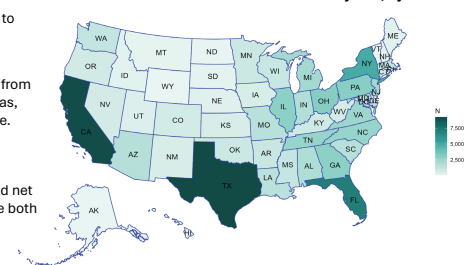 to
from
as,
e.
d net
e both
WA
MT
ND
MN
ME
VT
NH
OR
ID
SD
WI
MI
NY
MA
WY
IA
PA
NJ
NV
NE
IL
IN
OH
UT
CO
KS
MO
KY
WV
VA
CA
AZ
NM
OK
AR
TN
NC
SC
TX
LA
MS
AL
GA
FL
AK
HI
N
7,500
5,000
2,500